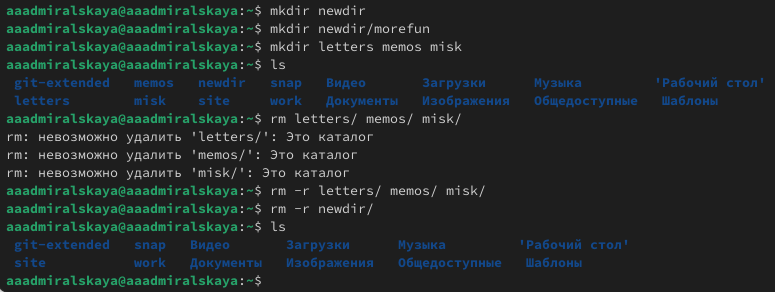 aaadmiralskaya@aaadmiralskaya:~$ mkdir newdir
aaadmiralskaya@aaadmiralskaya:~$ mkdir newdir/morefun
aaadmiralskaya@aaadmiralskaya:~$ mkdir letters memos misk
aaadmiralskaya@aaadmiralskaya:~$ ls
git-extended memos newdir snap Видео Загрузки Музыка 'Рабочий стол'
letters misk site work Документы Изображения Общедоступные Шаблоны
aaadmiralskaya@aaadmiralskaya:~$ rm letters/ memos/ misk/
rm: невозможно удалить 'letters/': Это каталог
rm: невозможно удалить 'memos/': Это каталог
rm: невозможно удалить 'misk/': Это каталог
aaadmiralskaya@aaadmiralskaya:~$ rm -r letters/ memos/ misk/
aaadmiralskaya@aaadmiralskaya:~$ rm -r newdir/
aaadmiralskaya@aaadmiralskaya:~$ ls
git-extended snap Видео Загрузки Музыка 'Рабочий стол'
site work Документы Изображения Общедоступные Шаблоны
aaadmiralskaya@aaadmiralskaya:~$